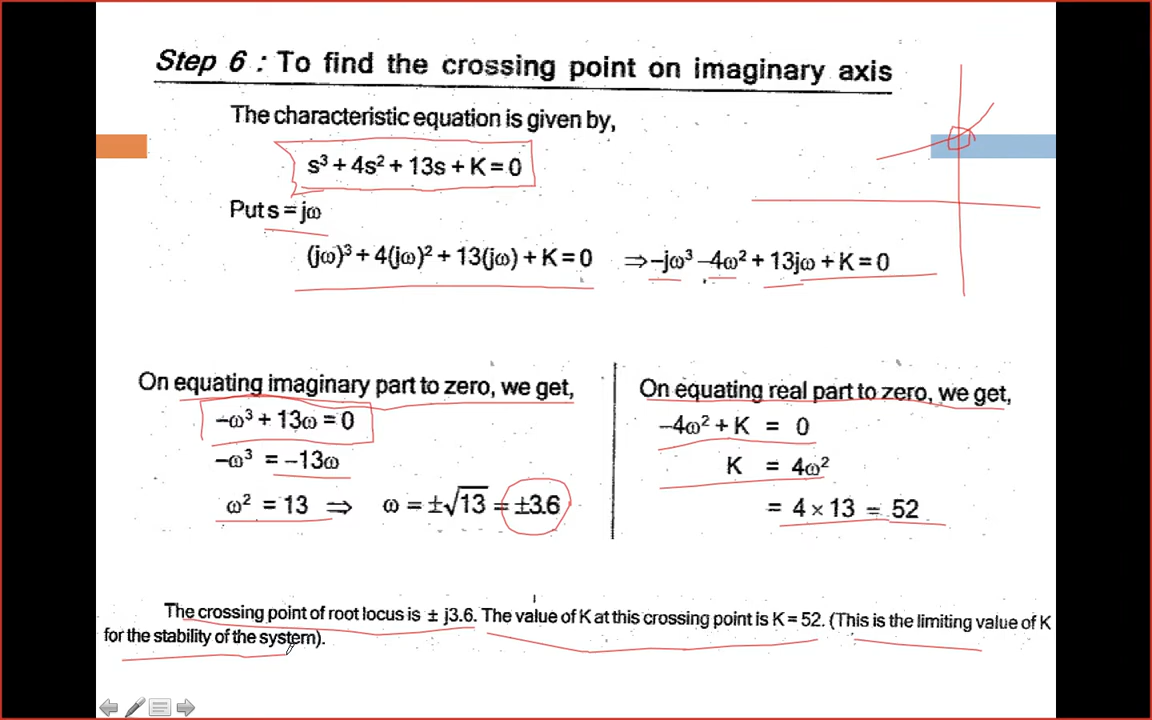 Step 6 : To find the crossing point on imaginary axis
The characteristic equation is given by,
s³ + 4s² + 13s + K = 0
Put s = jω
(jω)³ + 4(jω)² + 13(jω) + K = 0 ⇒ –jω³ –4ω² + 13jω + K = 0
On equating imaginary part to zero, we get,
–ω³ + 13ω = 0
–ω³ = –13ω
ω² = 13 ⇒ ω = ±√13 = ±3.6
On equating real part to zero, we get,
–4ω² + K = 0
K = 4ω²
= 4 × 13 = 52
The crossing point of root locus is ± j3.6. The value of K at this crossing point is K = 52. (This is the limiting value of K
for the stability of the system).